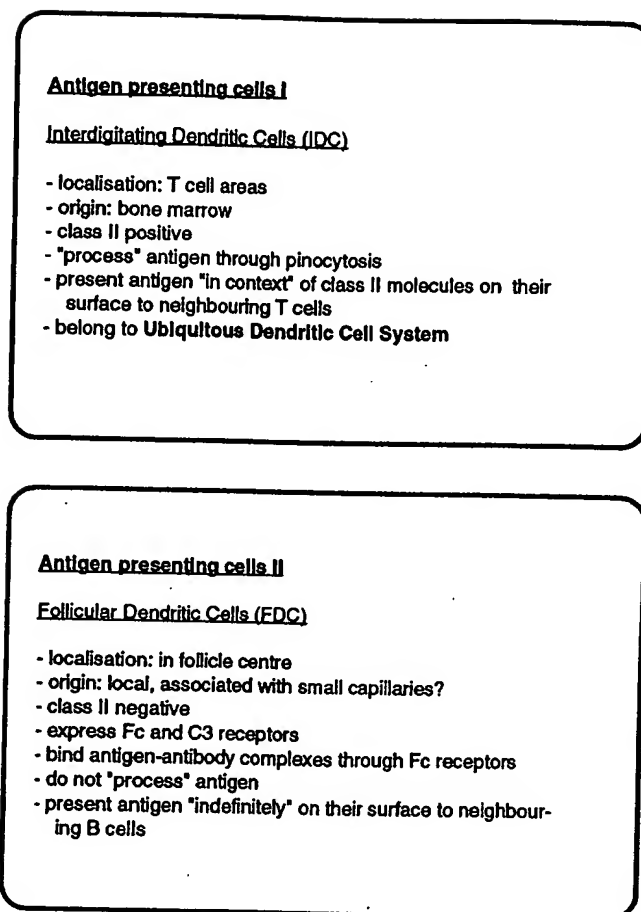 Antigen presenting cells I
Interdigitating Dendritic Cells (IDC)
- localisation: T cell areas
- origin: bone marrow
- class II positive
- "process" antigen through pinocytosis
- present antigen "in context" of class II molecules on their
surface to neighbouring T cells
- belong to Ubiquitous Dendritic Cell System
Antigen presenting cells II
Follicular Dendritic Cells (FDC)
- localisation: in follicle centre
- origin: local, associated with small capillaries?
- class II negative
- express Fc and C3 receptors
- bind antigen-antibody complexes through Fc receptors
- do not "process" antigen
- present antigen "indefinitely" on their surface to neighbour-
ing B cells